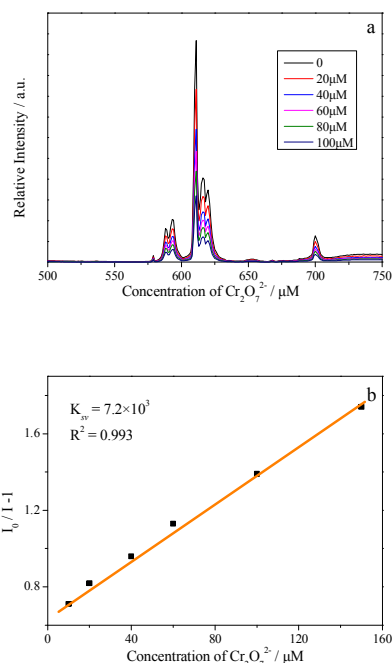 a
0
20μM
40μM
60μM
80μM
100μM
Relative Intensity / a.u.
500 550 600 650 700 750
Concentration of Cr₂O₇²⁻ / μM
b
K_sv = 7.2×10³
R² = 0.993
I₀ / I -1
1.6
1.2
0.8
0 40 80 120 160
Concentration of Cr₂O₇²⁻ / μM